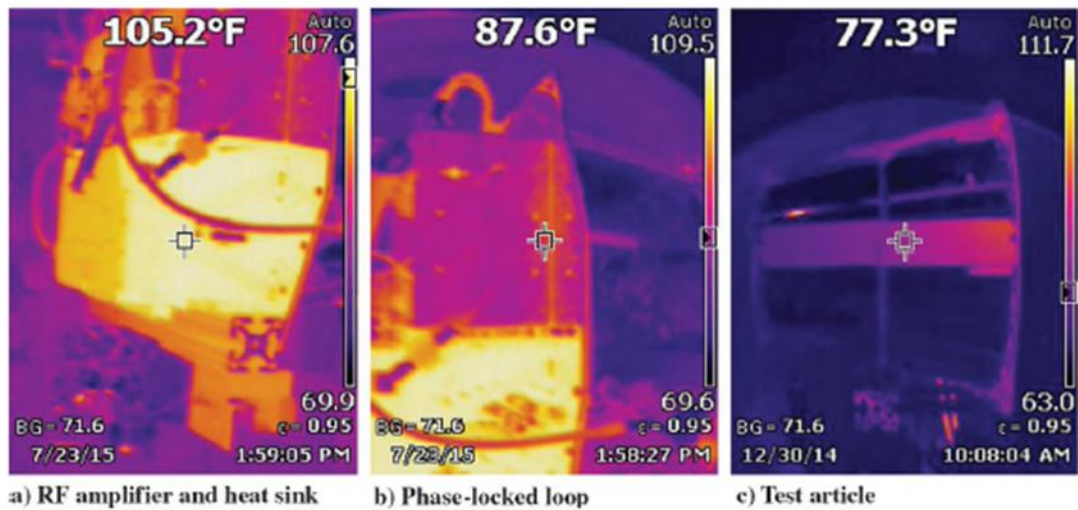 105.2°F
Auto
107.6
69.9
BG=71.6
ε=0.95
7/23/15
1:59:05 PM
a) RF amplifier and heat sink
87.6°F
Auto
109.5
69.6
BG=71.6
ε=0.95
7/23/15
1:58:27 PM
b) Phase-locked loop
77.3°F
Auto
111.7
63.0
BG=71.6
ε=0.95
12/30/14
10:08:04 AM
c) Test article